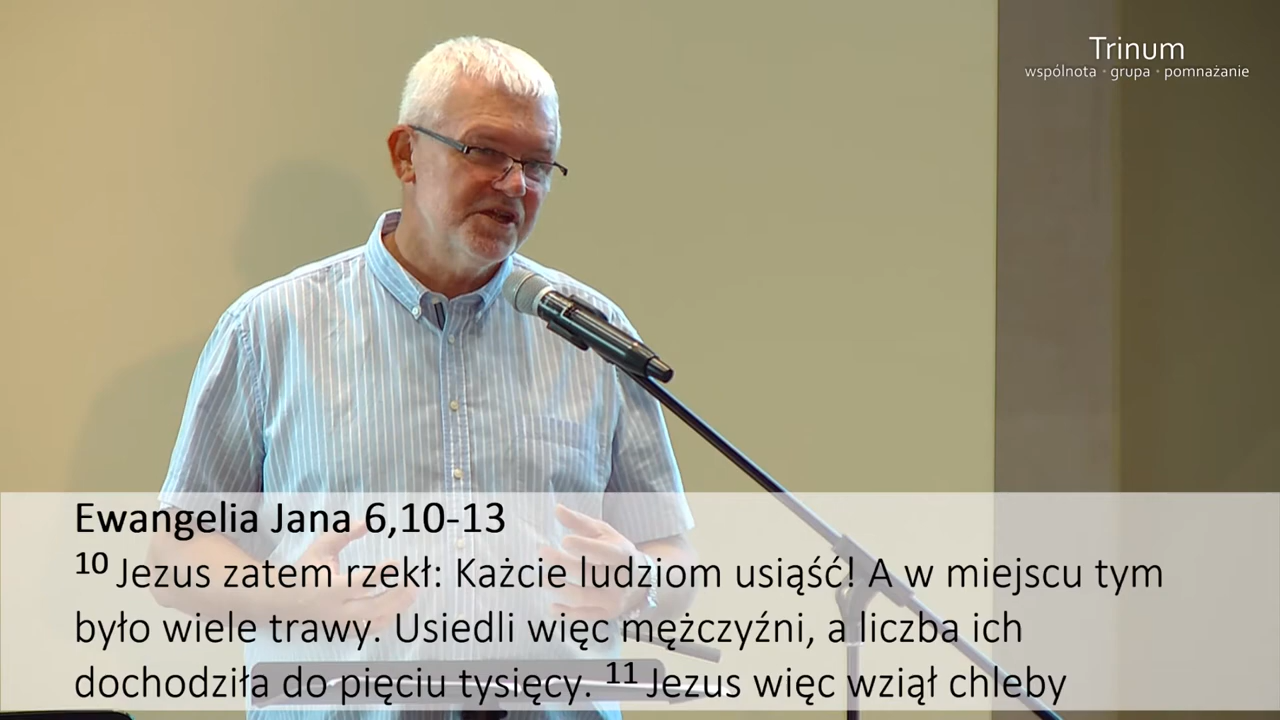 Trinum
wspólnota · grupa · pomnażanie
Ewangelia Jana 6,10-13
10 Jezus zatem rzekł: Każcie ludziom usiąść! A w miejscu tym
było wiele trawy. Usiedli więc mężczyźni, a liczba ich
dochodziła do pięciu tysięcy. 11 Jezus więc wziął chleby